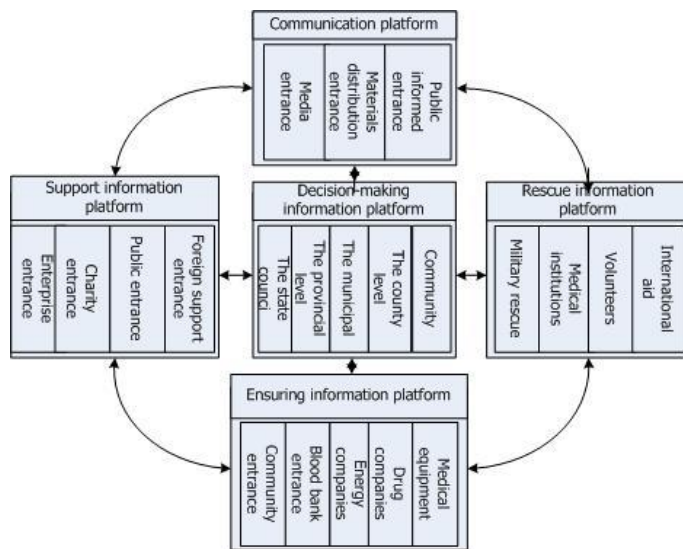 Communication platform
Media
entrance
Materials
distribution
entrance
Public
informed
entrance
Support information
platform
Enterprise
entrance
Charity
entrance
Public entrance
Foreign support
entrance
Decision-making
information platform
The state
counci
The provincial
level
The municipal
The county
level
Community
Rescue information
platform
Military rescue
Medical
institutions
Volunteers
International
aid
Ensuring information platform
Community
entrance
Blood bank
entrance
Energy
companies
Drug
companies
Medical
equipment